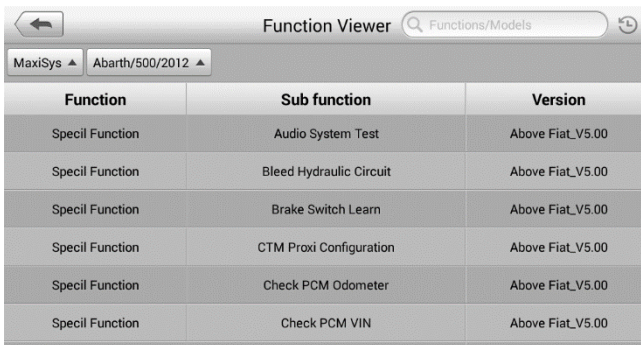 Function Viewer Functions/Models
MaxiSys ▲ Abarth/500/2012 ▲
Function Sub function Version
Specil Function Audio System Test Above Fiat_V5.00
Specil Function Bleed Hydraulic Circuit Above Fiat_V5.00
Specil Function Brake Switch Learn Above Fiat_V5.00
Specil Function CTM Proxi Configuration Above Fiat_V5.00
Specil Function Check PCM Odometer Above Fiat_V5.00
Specil Function Check PCM VIN Above Fiat_V5.00